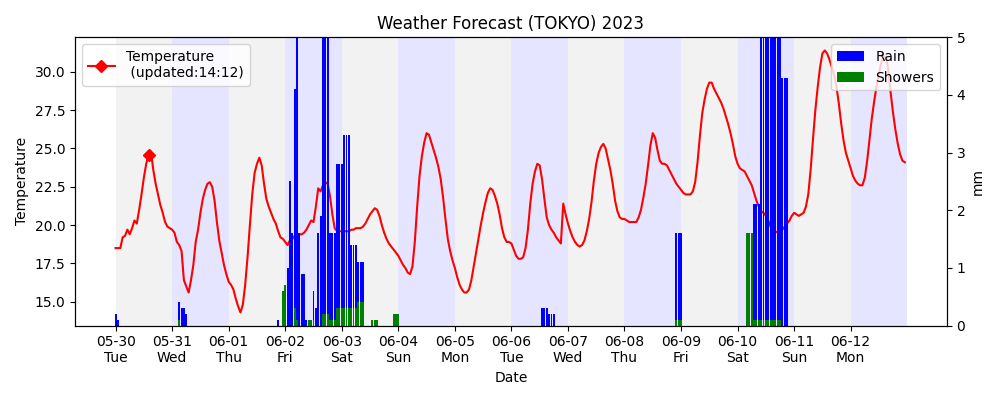 Weather Forecast (TOKYO) 2023
Temperature
(updated:14:12)
Rain
Showers
Temperature
30.0
27.5
25.0
22.5
20.0
17.5
15.0
5
4
3
2
1
0
mm
05-30 05-31 06-01 06-02 06-03 06-04 06-05 06-06 06-07 06-08 06-09 06-10 06-11 06-12
Tue Wed Thu Fri Sat Sun Mon Tue Wed Thu Fri Sat Sun Mon
Date